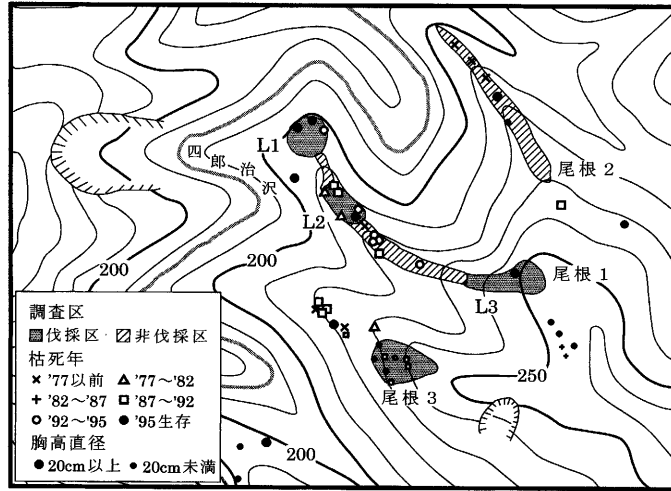 L1
四郎治沢
尾根 2
L2
200
200
尾根 1
L3
250
尾根 3
200
調査区
伐採区 非伐採区
枯死年
× '77以前 △ '77～'82
+ '82～'87 □ '87～'92
○ '92～'95 ● '95生存
胸高直径
● 20cm以上 • 20cm未満